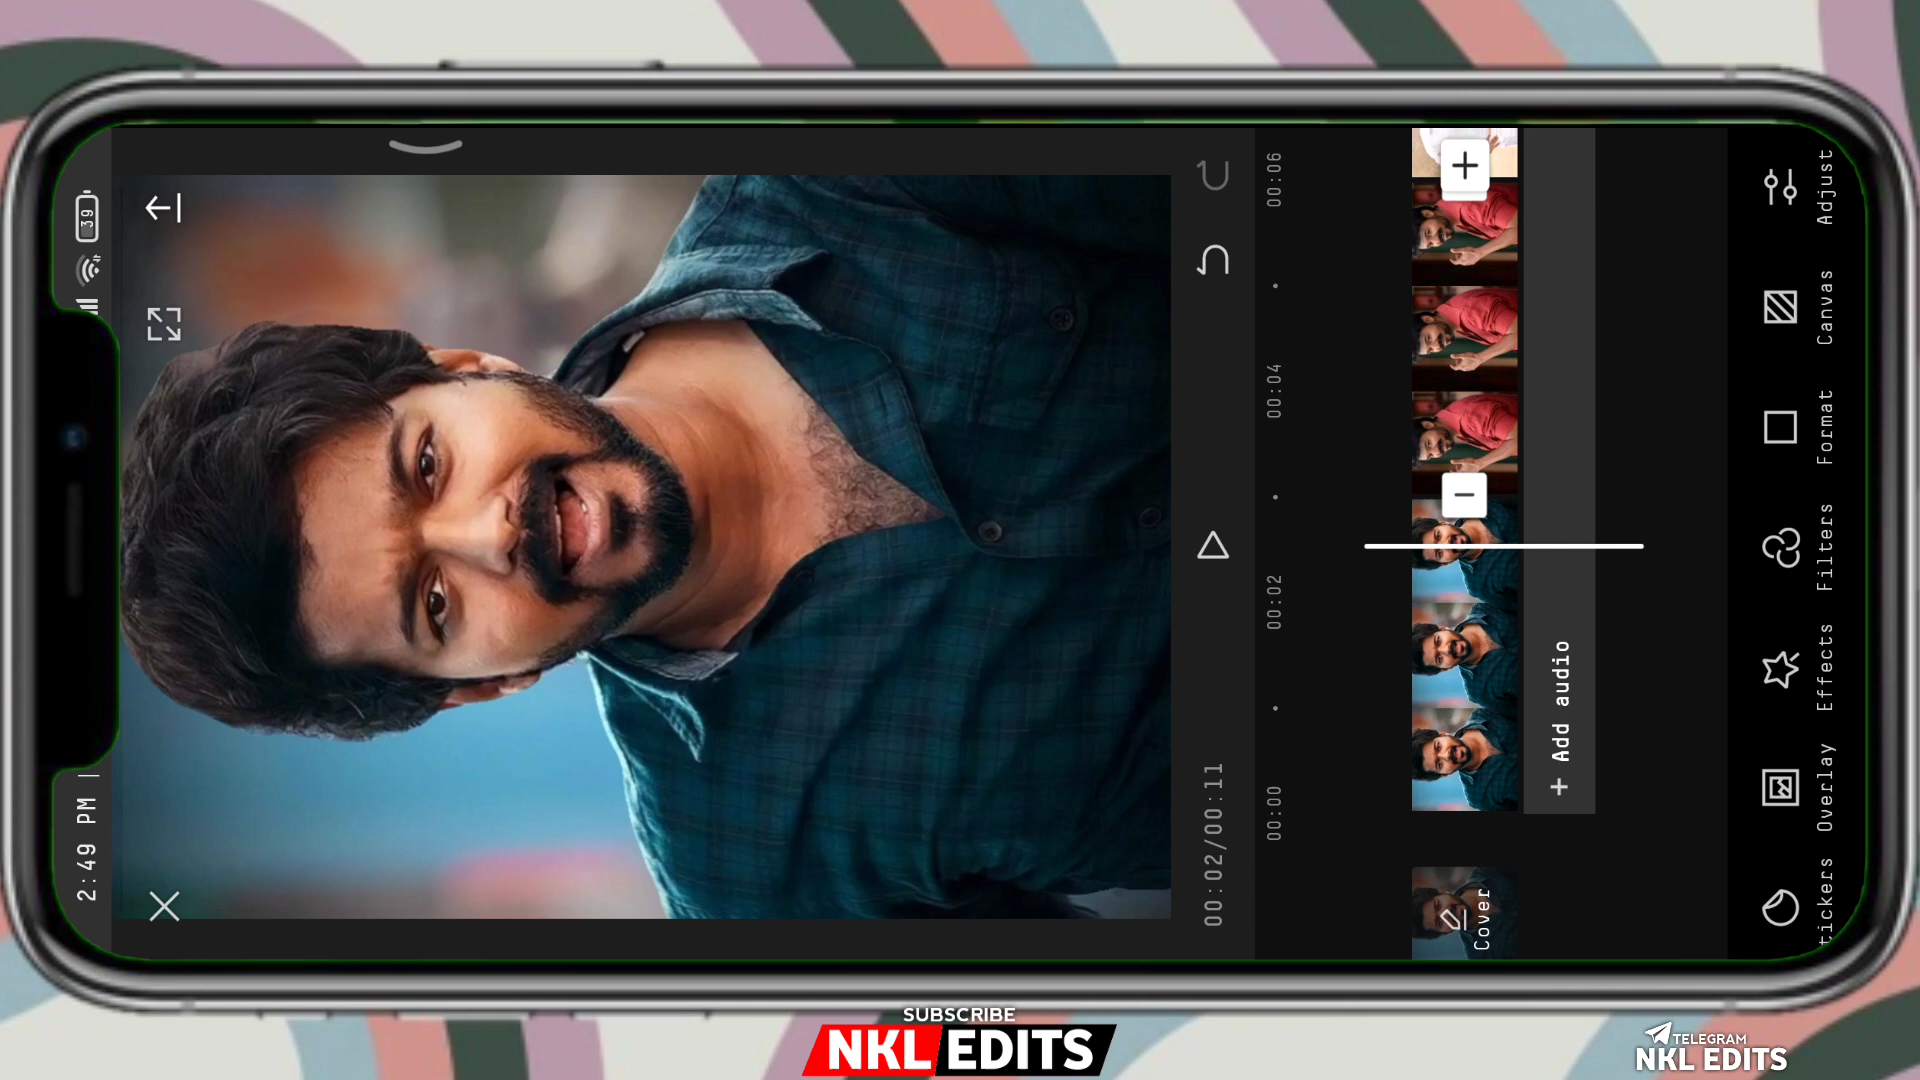 2:49 PM |
39
00:02/00:11
00:00
00:02
00:04
00:06
+ Add audio
Cover
tickers
Overlay
Effects
Filters
Format
Canvas
Adjust
SUBSCRIBE
NKL EDITS
TELEGRAM
NKL EDITS